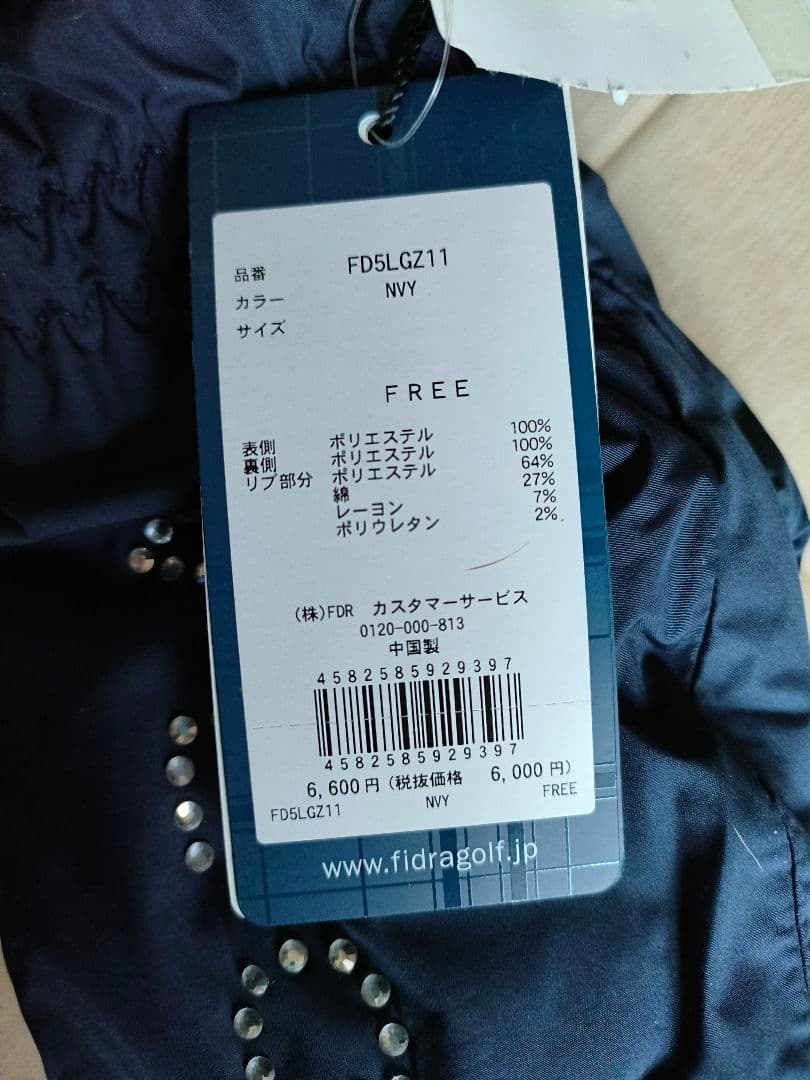 品番 FD5LGZ11
カラー NVY
サイズ
FREE
表側 ポリエステル 100%
裏側 ポリエステル 100%
リブ部分 ポリエステル 64%
綿 27%
レーヨン 7%
ポリウレタン 2%
(株)FDR カスタマーサービス
0120-000-813
中国製
4582585929397
4582585929397
6,600円(税抜価格 6,000円)
FD5LGZ11 NVY FREE
www.fidragolf.jp